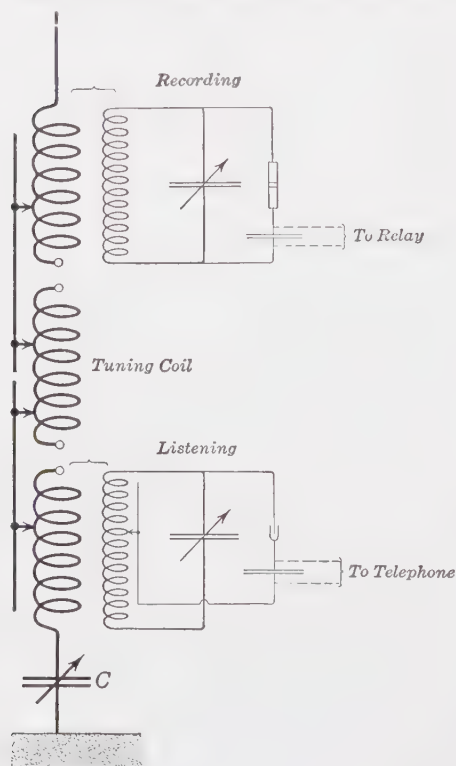 Recording
To Relay
Tuning Coil
Listening
To Telephone
C